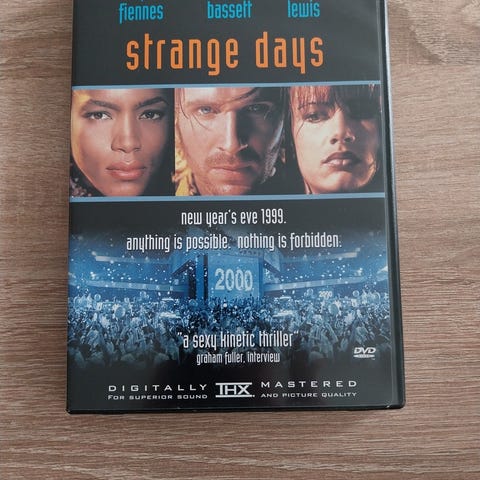 fiennes bassett lewis
strange days
new year's eve 1999.
anything is possible. nothing is forbidden.
2000
"a sexy kinetic thriller"
graham fuller, interview
DVD
DIGITALLY THX MASTERED
FOR SUPERIOR SOUND AND PICTURE QUALITY